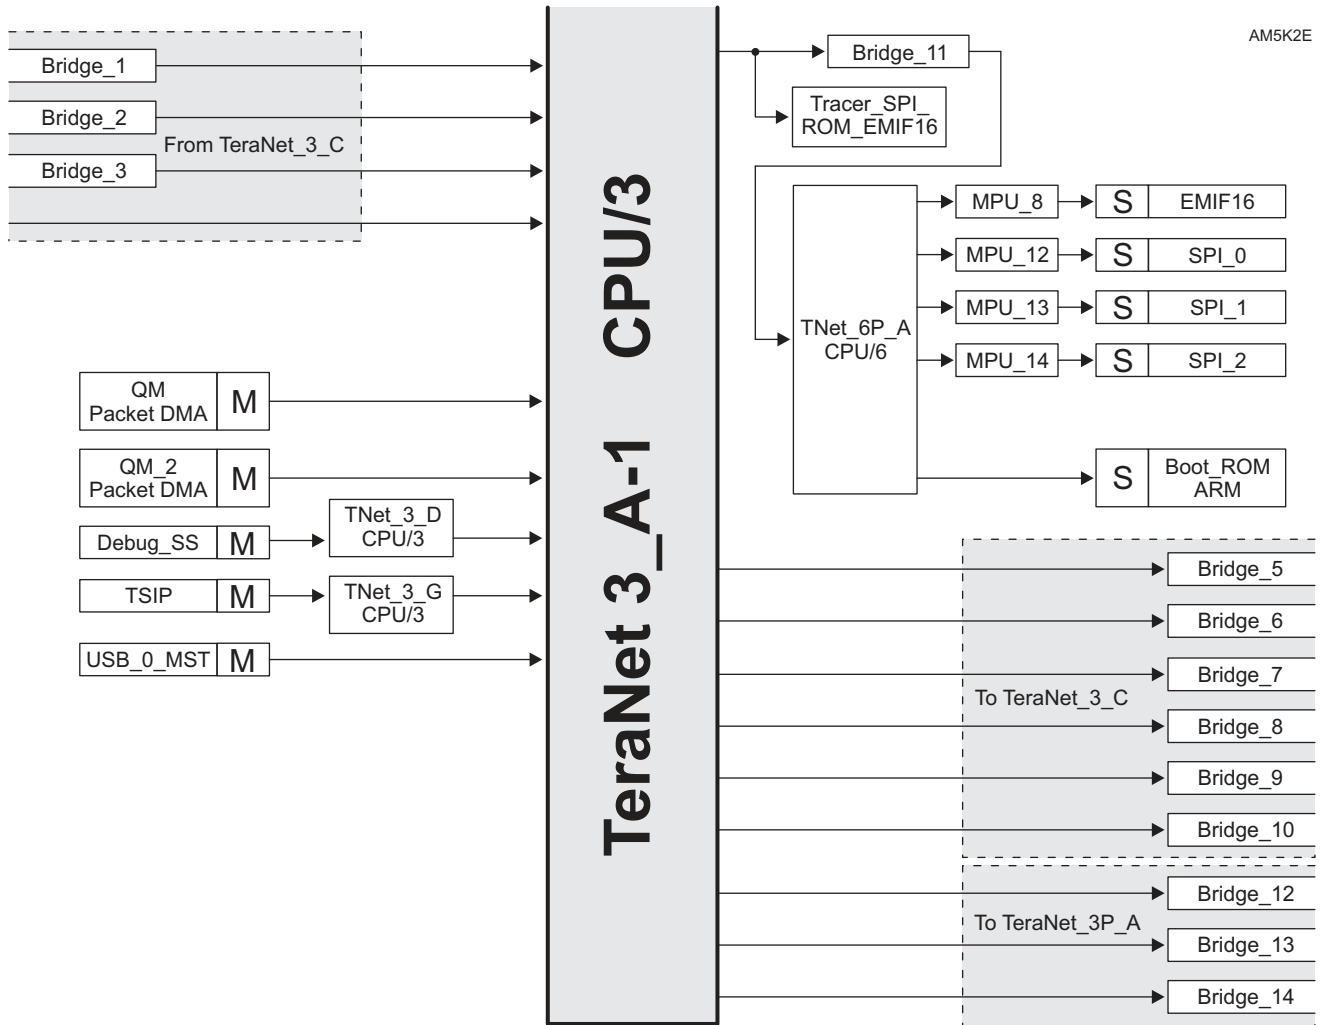 AM5K2E
Bridge_1
Bridge_2
From TeraNet_3_C
Bridge_3
QM
Packet DMA
M
QM_2
Packet DMA
M
Debug_SS
M
TNet_3_D
CPU/3
TSIP
M
TNet_3_G
CPU/3
USB_0_MST
M
TeraNet 3_A-1 CPU/3
Bridge_11
Tracer_SPI_
ROM_EMIF16
TNet_6P_A
CPU/6
MPU_8
S
EMIF16
MPU_12
S
SPI_0
MPU_13
S
SPI_1
MPU_14
S
SPI_2
S
Boot_ROM
ARM
Bridge_5
Bridge_6
Bridge_7
To TeraNet_3_C
Bridge_8
Bridge_9
Bridge_10
Bridge_12
To TeraNet_3P_A
Bridge_13
Bridge_14